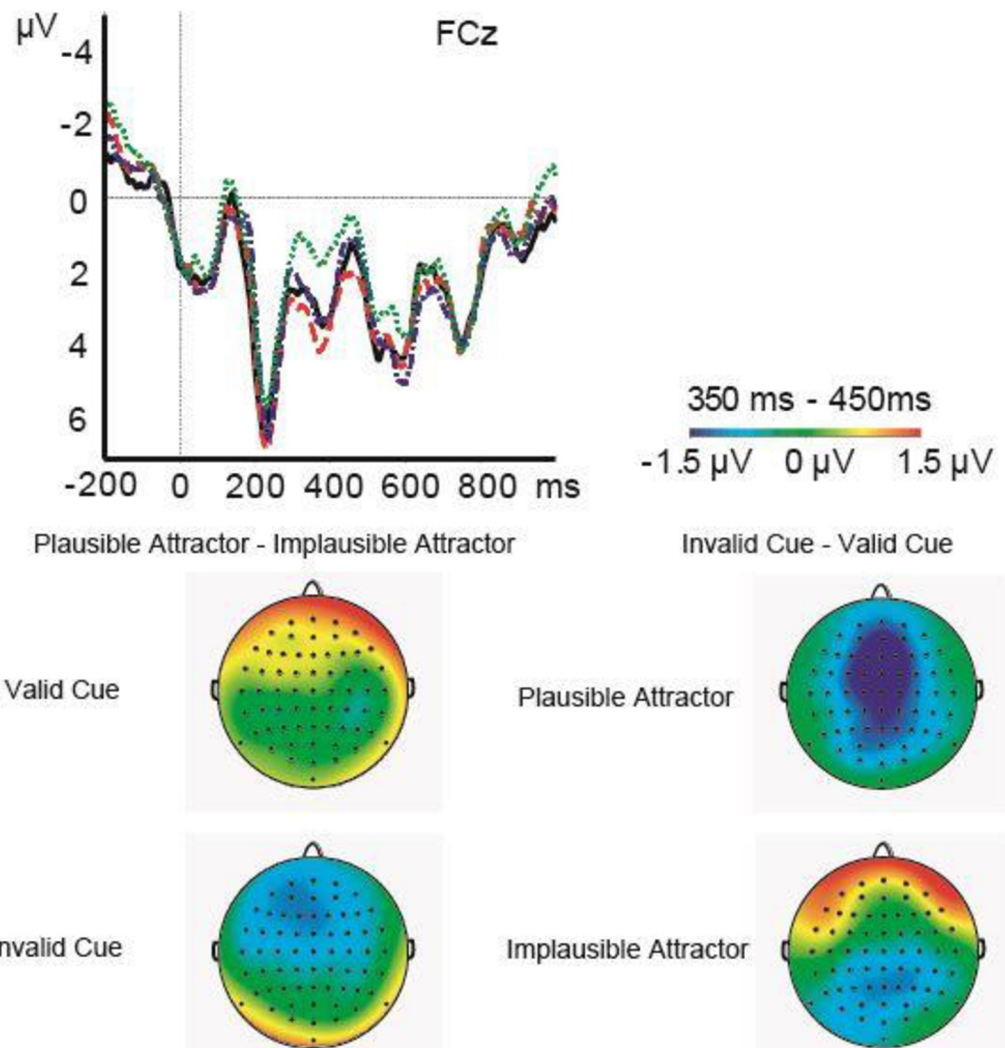 µV
FCz
-4
-2
0
2
4
6
-200 0 200 400 600 800 ms
350 ms - 450ms
-1.5 µV 0 µV 1.5 µV
Plausible Attractor - Implausible Attractor
Invalid Cue - Valid Cue
Valid Cue
Plausible Attractor
nvalid Cue
Implausible Attractor